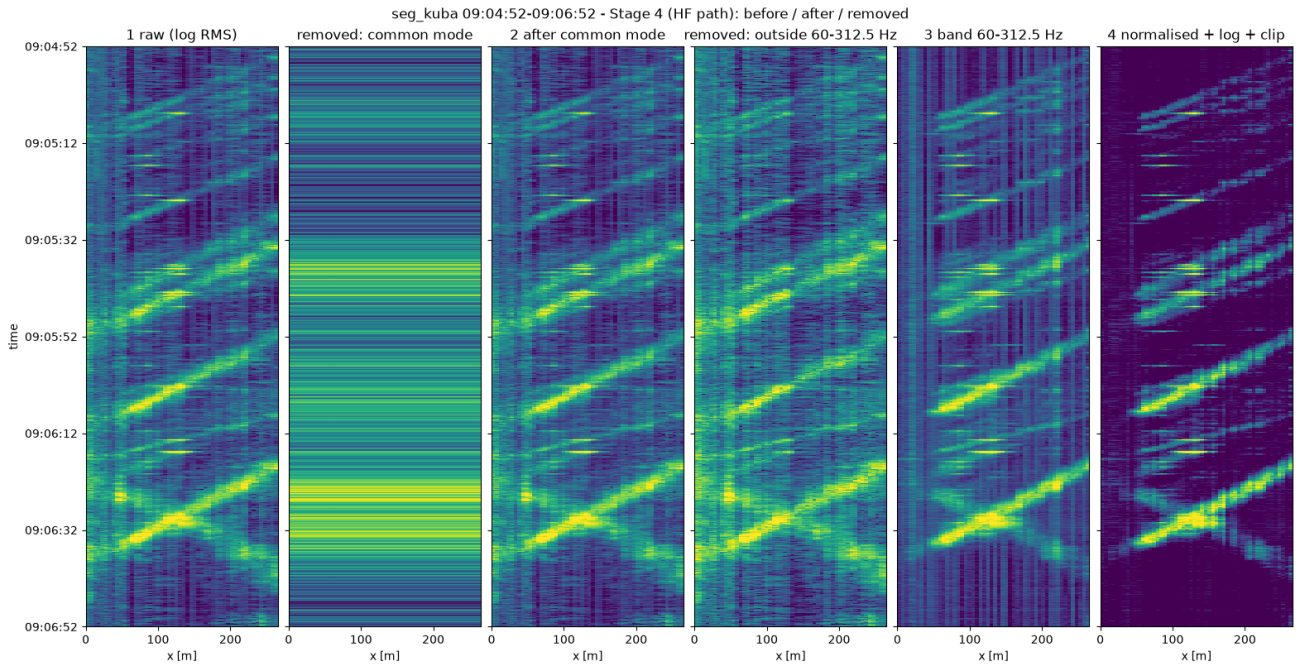 seg_kuba 09:04:52-09:06:52 - Stage 4 (HF path): before / after / removed
1 raw (log RMS)
removed: common mode
2 after common mode
removed: outside 60-312.5 Hz
3 band 60-312.5 Hz
4 normalised + log + clip
time
09:04:52
09:05:12
09:05:32
09:05:52
09:06:12
09:06:32
09:06:52
0 100 200
0 100 200
0 100 200
0 100 200
0 100 200
0 100 200
x [m]
x [m]
x [m]
x [m]
x [m]
x [m]